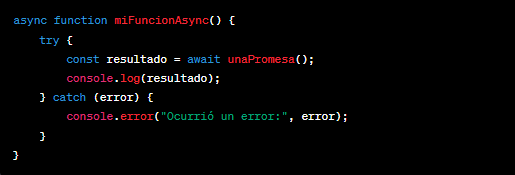 async function miFuncionAsync() {
    try {
        const resultado = await unaPromesa();
        console.log(resultado);
    } catch (error) {
        console.error("Ocurrió un error:", error);
    }
}